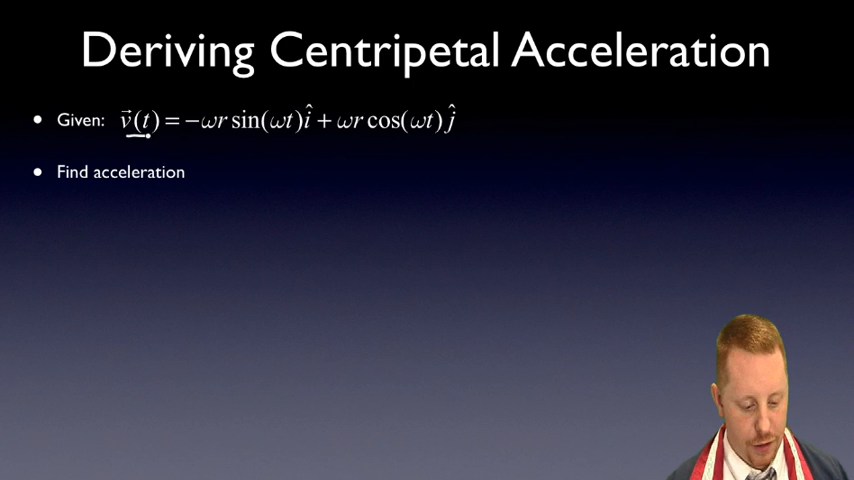 Deriving Centripetal Acceleration
• Given: v⃗(t) = −ωr sin(ωt)î + ωr cos(ωt)ĵ
• Find acceleration